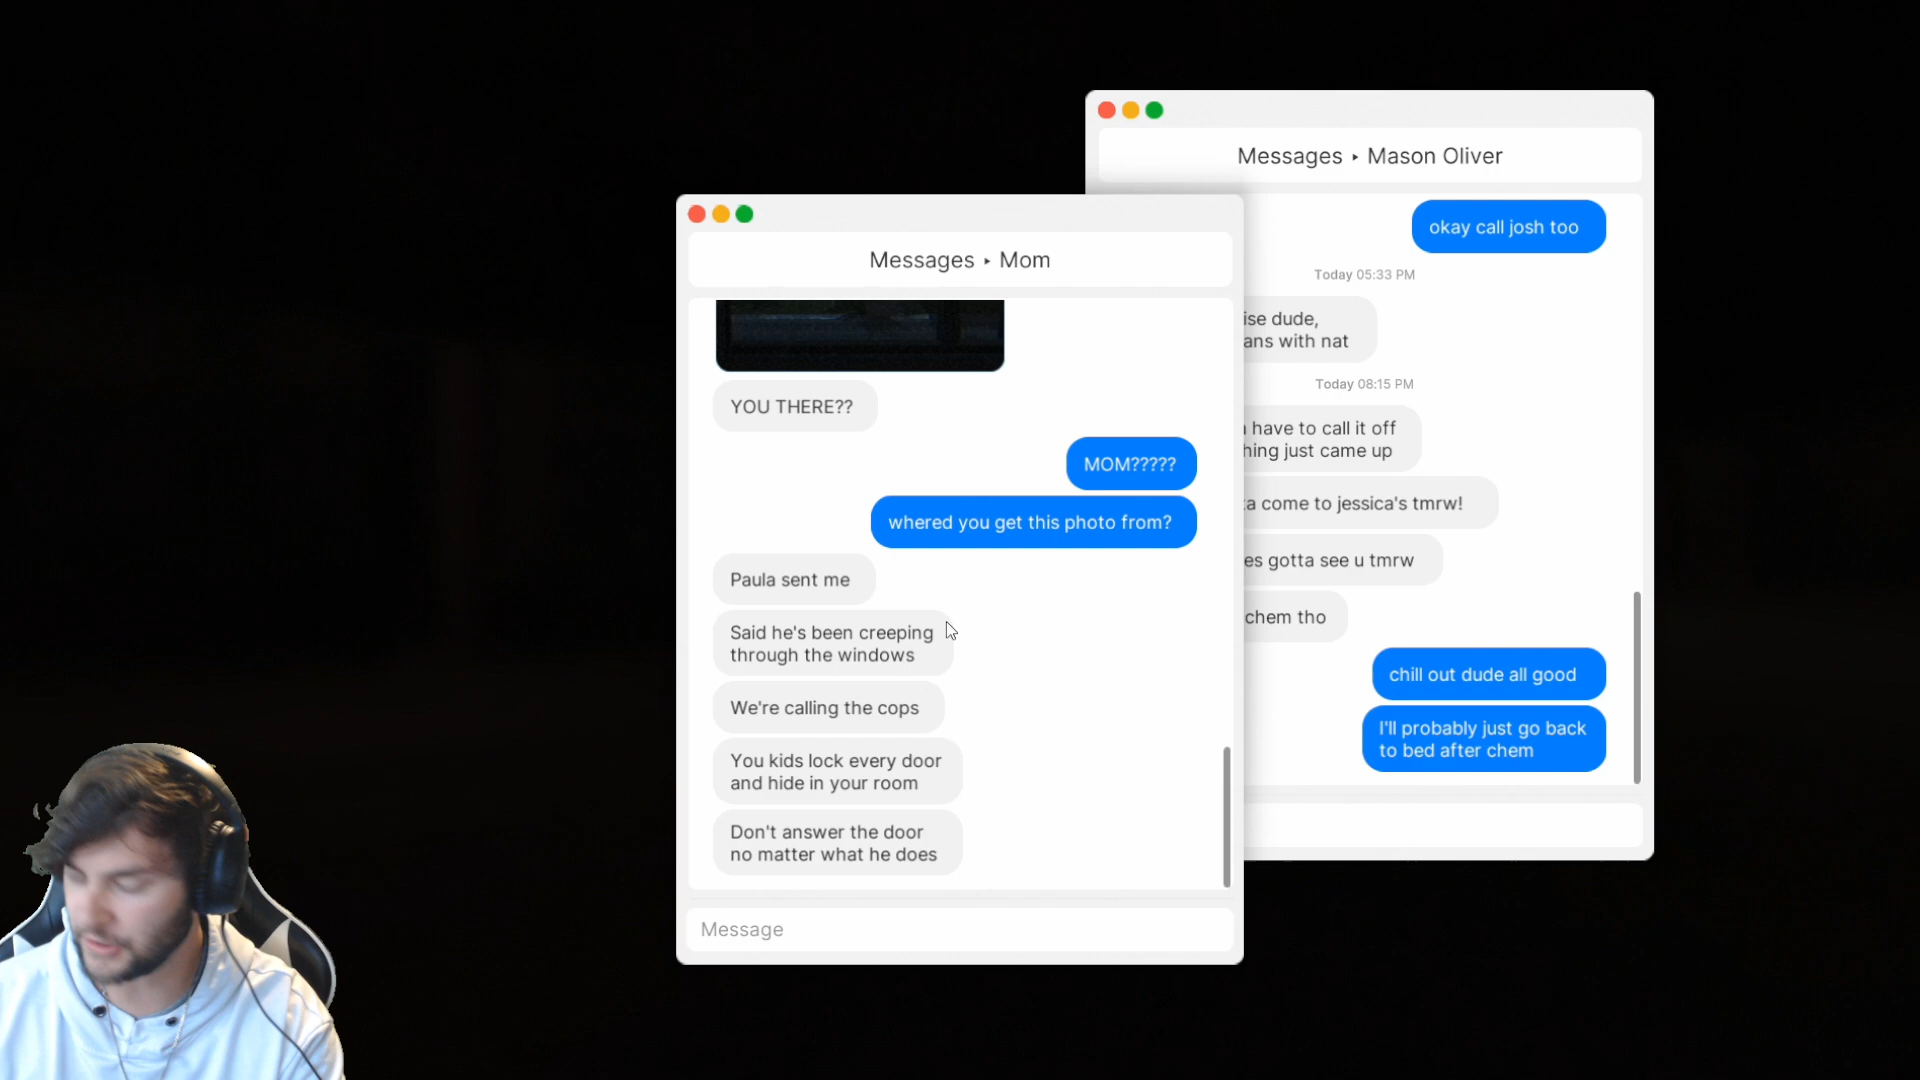 Messages ▸ Mom
YOU THERE??
MOM?????
whered you get this photo from?
Paula sent me
Said he's been creeping
through the windows
We're calling the cops
You kids lock every door
and hide in your room
Don't answer the door
no matter what he does
Message
Messages ▸ Mason Oliver
okay call josh too
Today 05:33 PM
dude,
with nat
Today 08:15 PM
have to call it off
just came up
come to jessica's tmrw!
gotta see u tmrw
chem tho
chill out dude all good
I'll probably just go back
to bed after chem